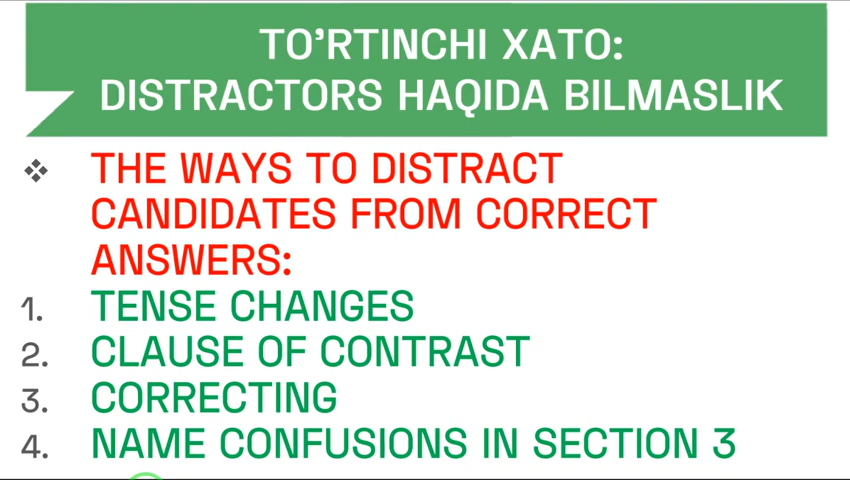 TO'RTINCHI XATO:
DISTRACTORS HAQIDA BILMASLIK
❖ THE WAYS TO DISTRACT
CANDIDATES FROM CORRECT
ANSWERS:
1. TENSE CHANGES
2. CLAUSE OF CONTRAST
3. CORRECTING
4. NAME CONFUSIONS IN SECTION 3